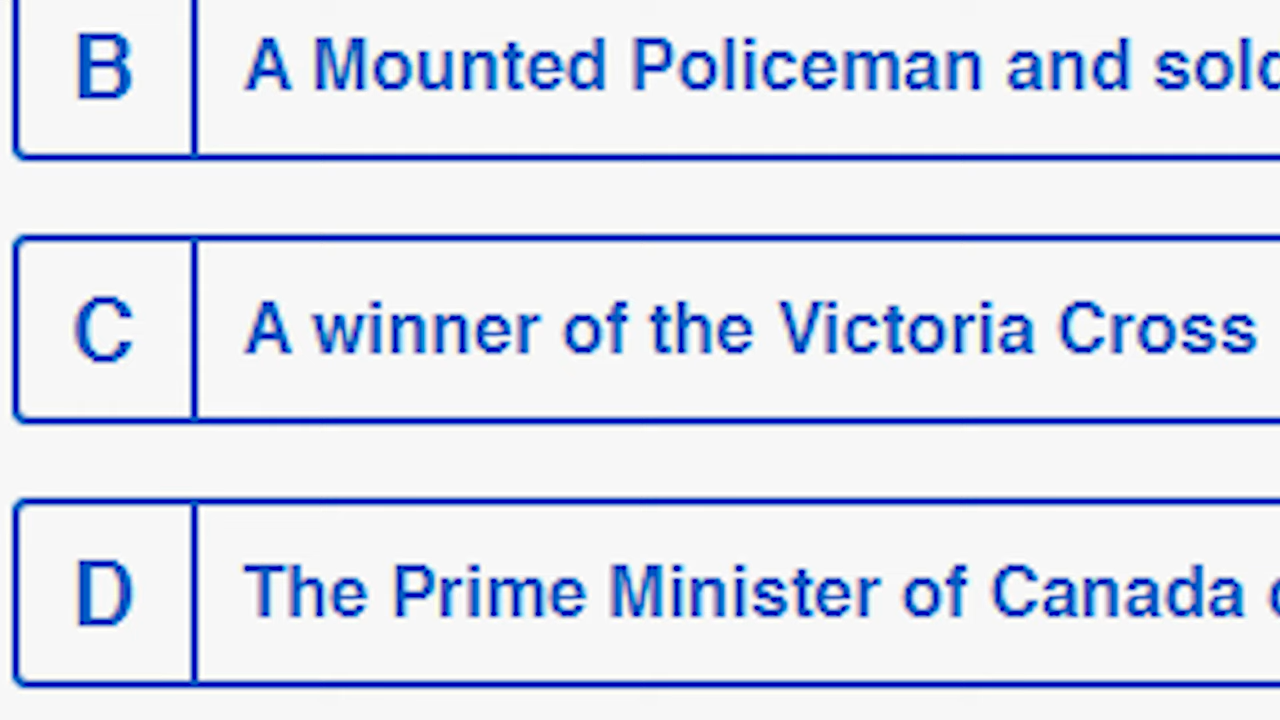 B
A Mounted Policeman and
C
A winner of the Victoria Cross
D
The Prime Minister of Canada